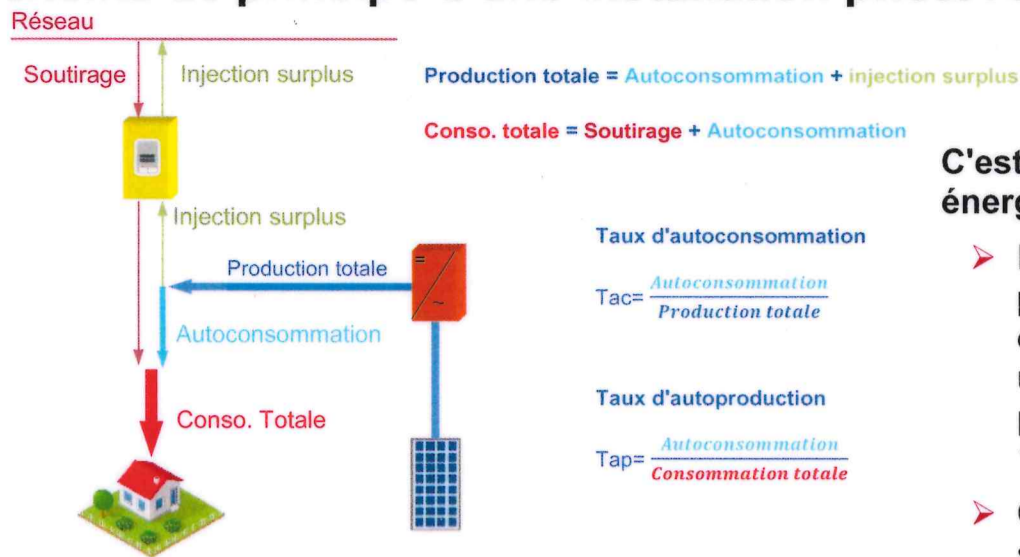 Réseau
Soutirage
Injection surplus
Production totale = Autoconsommation + injection surplus
Conso. totale = Soutirage + Autoconsommation
C'est
Injection surplus
Production totale
Autoconsommation
Conso. Totale
=
~
Taux d'autoconsommation
Tac= Autoconsommation
Production totale
Taux d'autoproduction
Tap= Autoconsommation
Consommation totale